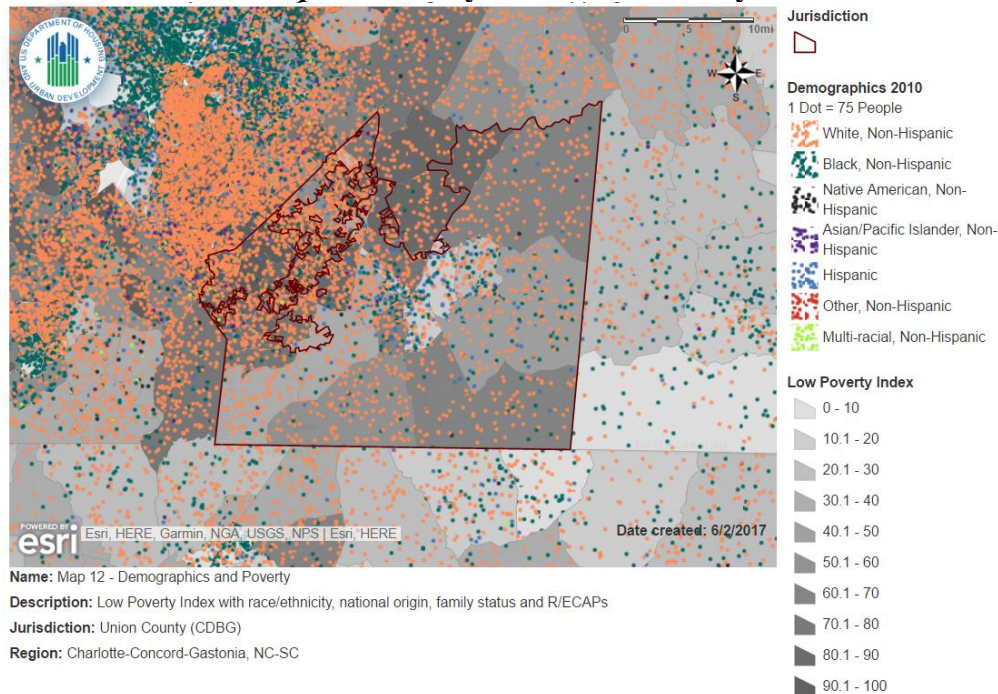 US DEPARTMENT OF HOUSING AND URBAN DEVELOPMENT
0 5 10mi
N
W E
S
Jurisdiction
Demographics 2010
1 Dot = 75 People
White, Non-Hispanic
Black, Non-Hispanic
Native American, Non-
Hispanic
Asian/Pacific Islander, Non-
Hispanic
Hispanic
Other, Non-Hispanic
Multi-racial, Non-Hispanic
Low Poverty Index
0 - 10
10.1 - 20
20.1 - 30
30.1 - 40
40.1 - 50
50.1 - 60
60.1 - 70
70.1 - 80
80.1 - 90
90.1 - 100
POWERED BY
esri
Esri, HERE, Garmin, NGA, USGS, NPS | Esri, HERE
Date created: 6/2/2017
Name: Map 12 - Demographics and Poverty
Description: Low Poverty Index with race/ethnicity, national origin, family status and R/ECAPs
Jurisdiction: Union County (CDBG)
Region: Charlotte-Concord-Gastonia, NC-SC